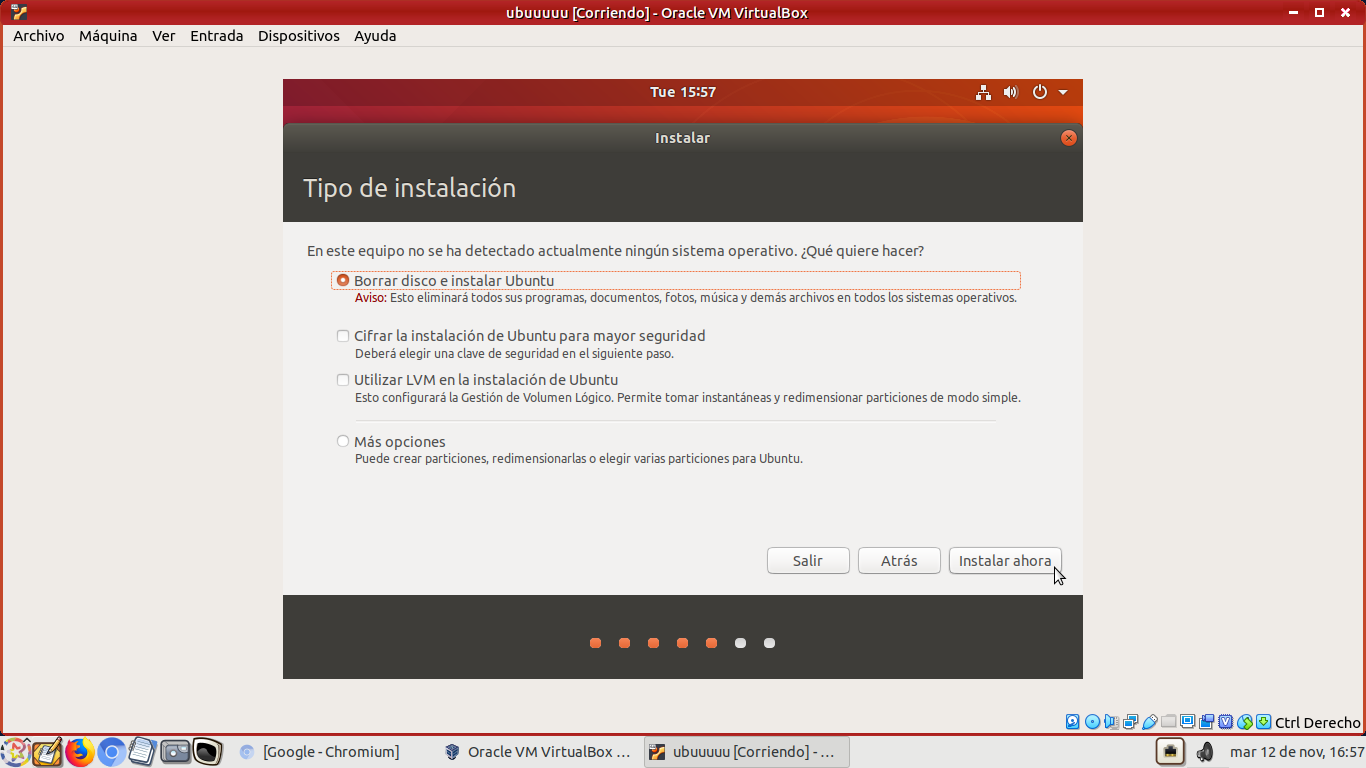 ubuuuuu [Corriendo] - Oracle VM VirtualBox
Archivo Máquina Ver Entrada Dispositivos Ayuda
Tue 15:57
Instalar
Tipo de instalación
En este equipo no se ha detectado actualmente ningún sistema operativo. ¿Qué quiere hacer?
Borrar disco e instalar Ubuntu
Aviso: Esto eliminará todos sus programas, documentos, fotos, música y demás archivos en todos los sistemas operativos.
Cifrar la instalación de Ubuntu para mayor seguridad
Deberá elegir una clave de seguridad en el siguiente paso.
Utilizar LVM en la instalación de Ubuntu
Esto configurará la Gestión de Volumen Lógico. Permite tomar instantáneas y redimensionar particiones de modo simple.
Más opciones
Puede crear particiones, redimensionarlas o elegir varias particiones para Ubuntu.
Salir Atrás Instalar ahora
Ctrl Derecho
[Google - Chromium] Oracle VM VirtualBox ... ubuuuuu [Corriendo] - ... mar 12 de nov, 16:57